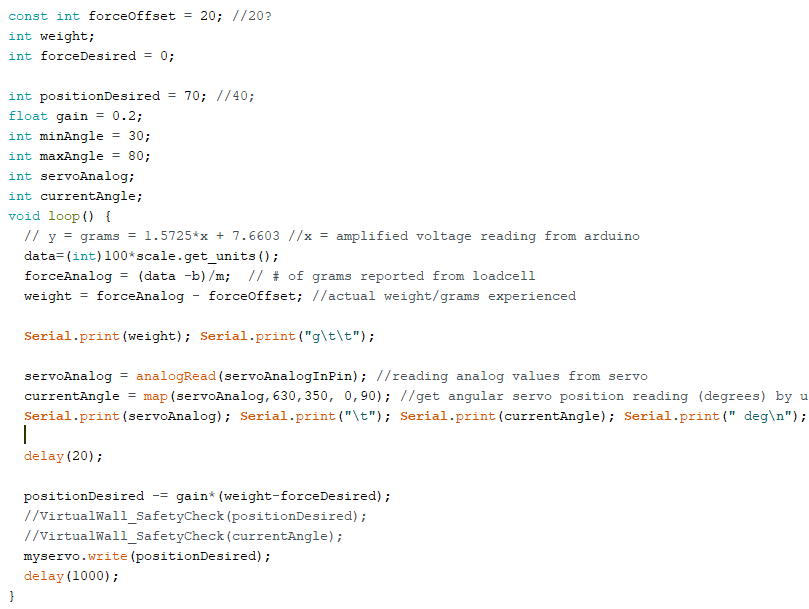 const int forceOffset = 20; //20?
int weight;
int forceDesired = 0;

int positionDesired = 70; //40;
float gain = 0.2;
int minAngle = 30;
int maxAngle = 80;
int servoAnalog;
int currentAngle;
void loop() {
  // y = grams = 1.5725*x + 7.6603 //x = amplified voltage reading from arduino
  data=(int)100*scale.get_units();
  forceAnalog = (data -b)/m;  // # of grams reported from loadcell
  weight = forceAnalog - forceOffset; //actual weight/grams experienced

  Serial.print(weight); Serial.print("g\t\t");

  servoAnalog = analogRead(servoAnalogInPin); //reading analog values from servo
  currentAngle = map(servoAnalog,630,350, 0,90); //get angular servo position reading (degrees) by u
  Serial.print(servoAnalog); Serial.print("\t"); Serial.print(currentAngle); Serial.print(" deg\n");

  delay(20);

  positionDesired -= gain*(weight-forceDesired);
  //VirtualWall_SafetyCheck(positionDesired);
  //VirtualWall_SafetyCheck(currentAngle);
  myservo.write(positionDesired);
  delay(1000);
}